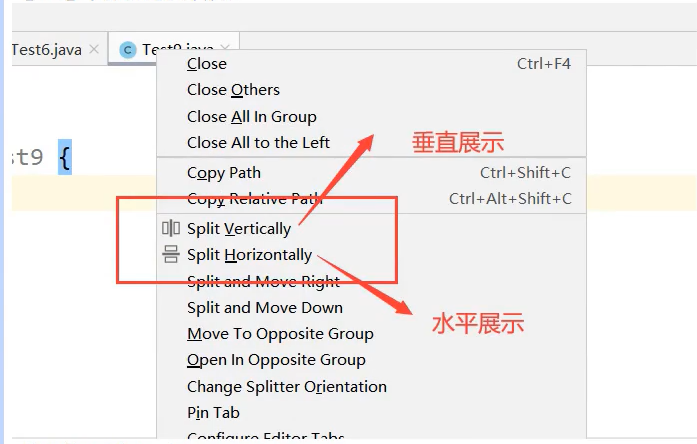 Test6.java
Test9.java
Close Ctrl+F4
Close Others
Close All In Group
Close All to the Left
垂直展示
st9 {
Copy Path Ctrl+Shift+C
Copy Relative Path Ctrl+Alt+Shift+C
Split Vertically
Split Horizontally
Split and Move Right
Split and Move Down
水平展示
Move To Opposite Group
Open In Opposite Group
Change Splitter Orientation
Pin Tab
Configure Editor Tabs